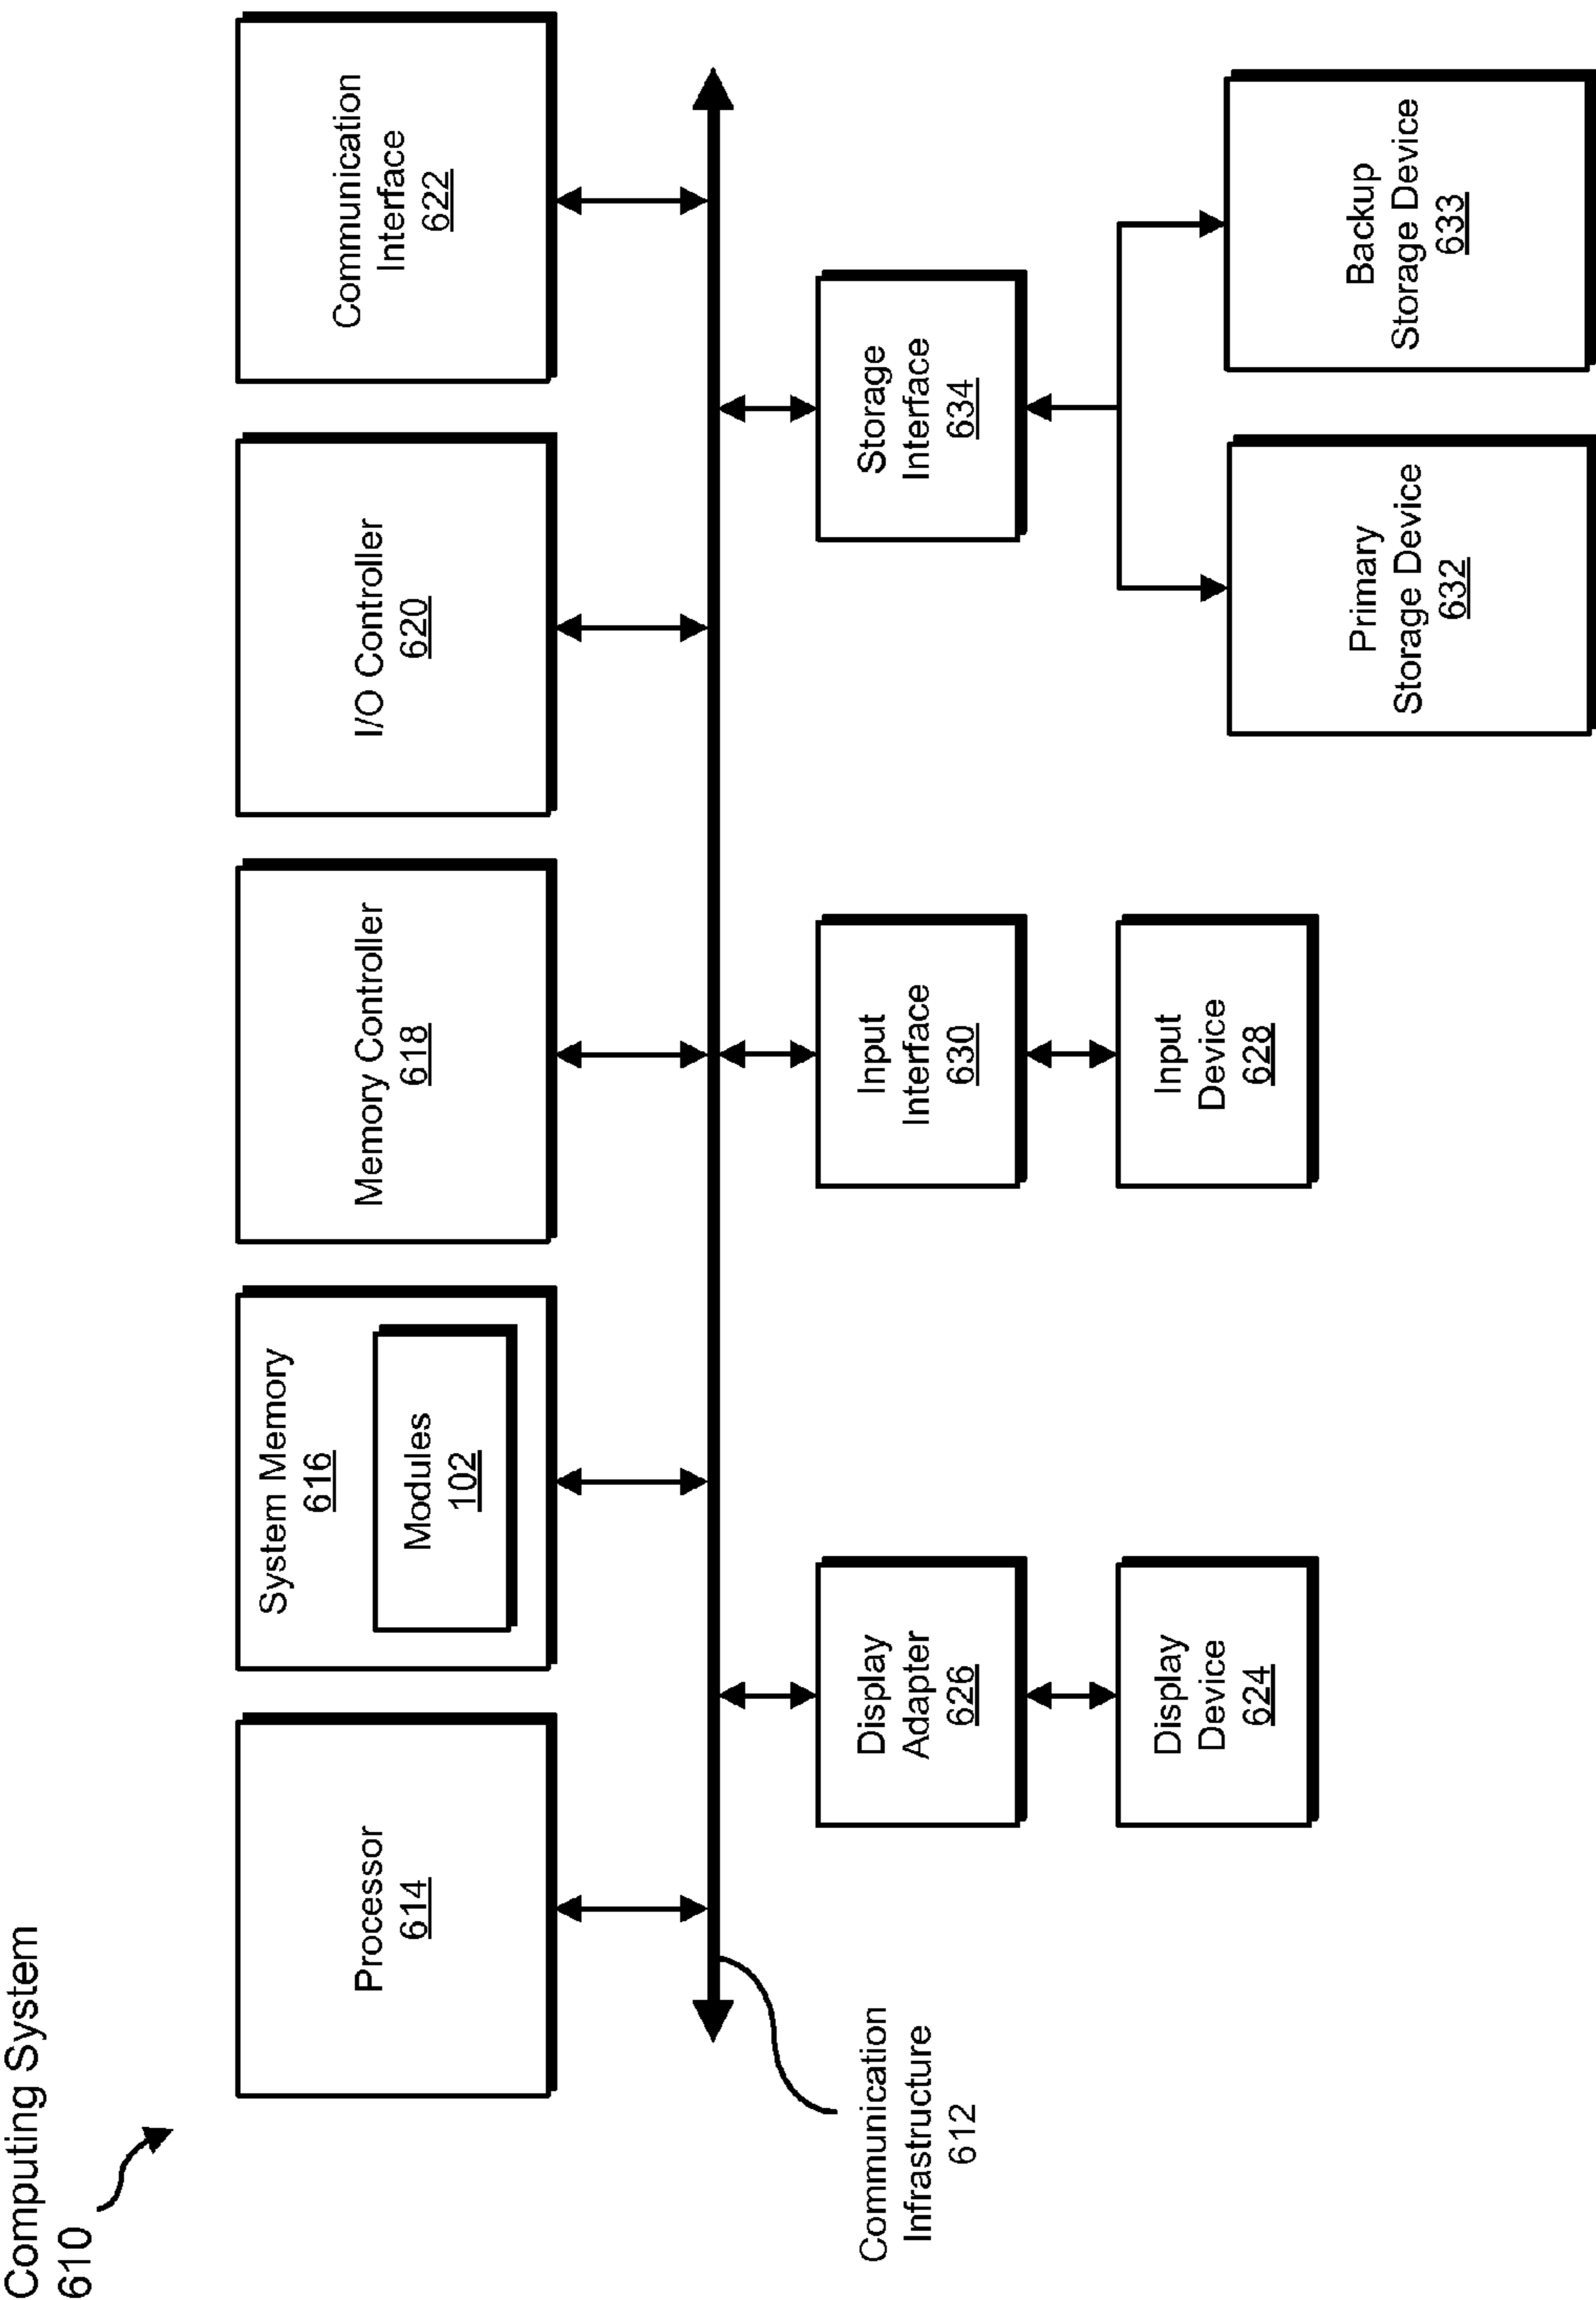 Computing System
610
Processor
614
System Memory
616
Modules
102
Memory Controller
618
I/O Controller
620
Communication
Interface
622
Communication
Infrastructure
612
Display
Adapter
626
Input
Interface
630
Storage
Interface
634
Display
Device
624
Input
Device
628
Primary
Storage Device
632
Backup
Storage Device
633